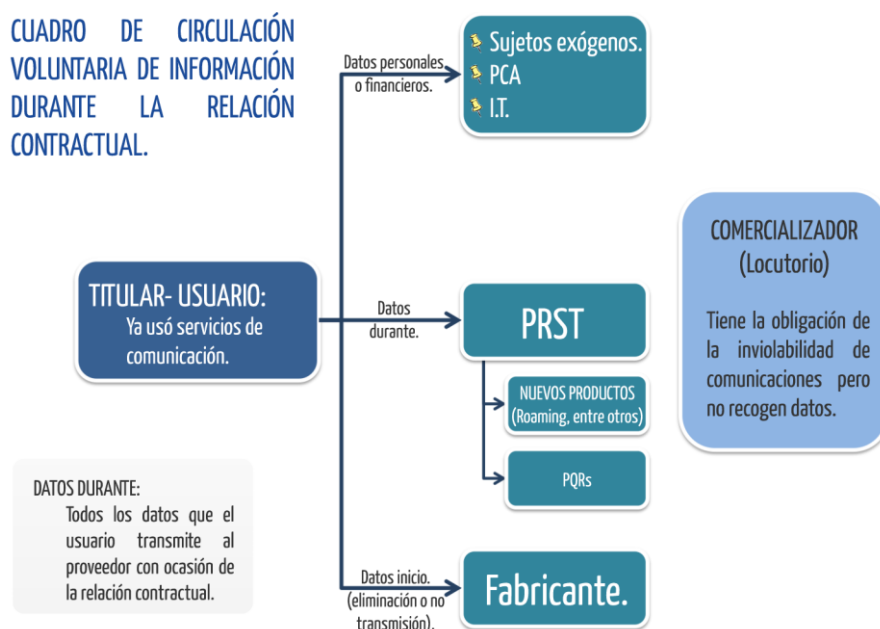 CUADRO DE CIRCULACIÓN
VOLUNTARIA DE INFORMACIÓN
DURANTE LA RELACIÓN
CONTRACTUAL.
Datos personales
o financieros.
Sujetos exógenos.
PCA
I.T.
TITULAR- USUARIO:
Ya usó servicios de
comunicación.
Datos
durante.
PRST
NUEVOS PRODUCTOS
(Roaming, entre otros)
PQRs
COMERCIALIZADOR
(Locutorio)
Tiene la obligación de
la inviolabilidad de
comunicaciones pero
no recogen datos.
DATOS DURANTE:
Todos los datos que el
usuario transmite al
proveedor con ocasión de
la relación contractual.
Datos inicio.
(eliminación o no
transmisión).
Fabricante.